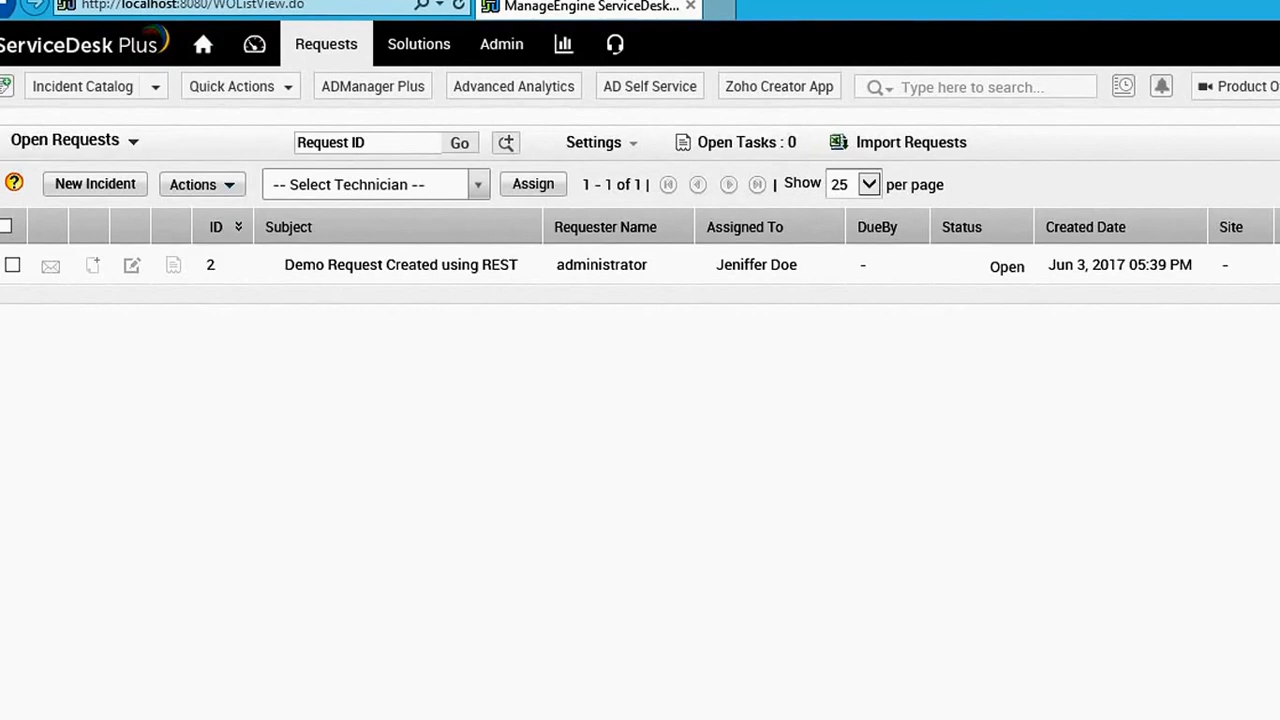 http://localhost:8080/WOListView.do ManageEngine ServiceDesk...
ServiceDesk Plus Requests Solutions Admin
Incident Catalog Quick Actions ADManager Plus Advanced Analytics AD Self Service Zoho Creator App Type here to search... Product O
Open Requests Request ID Go Settings Open Tasks : 0 Import Requests
New Incident Actions -- Select Technician -- Assign 1 - 1 of 1 | | Show 25 per page
ID Subject Requester Name Assigned To DueBy Status Created Date Site
2 Demo Request Created using REST administrator Jeniffer Doe - Open Jun 3, 2017 05:39 PM -